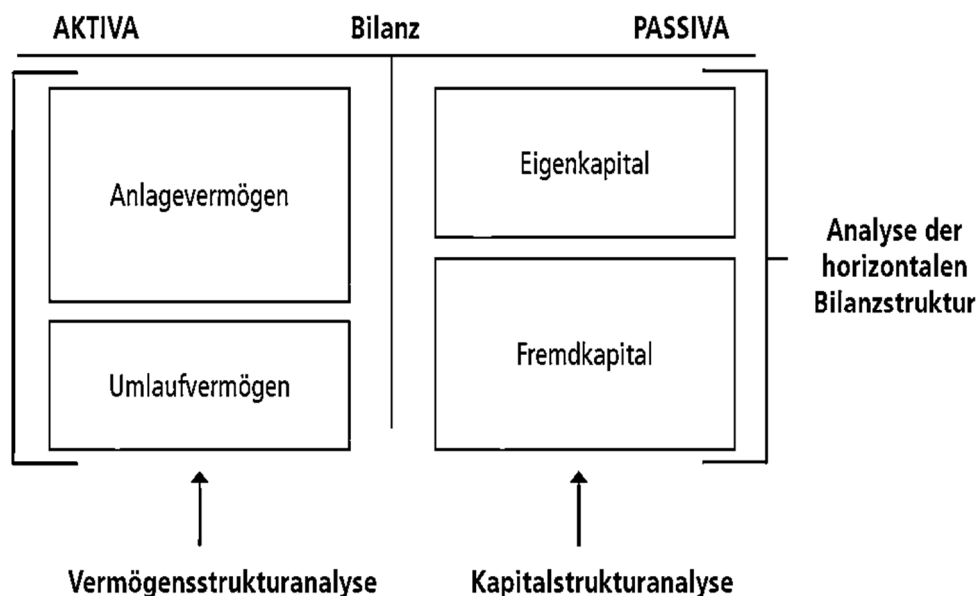 AKTIVA Bilanz PASSIVA
Anlagevermögen
Umlaufvermögen
Eigenkapital
Fremdkapital
Analyse der
horizontalen
Bilanzstruktur
Vermögensstrukturanalyse
Kapitalstrukturanalyse